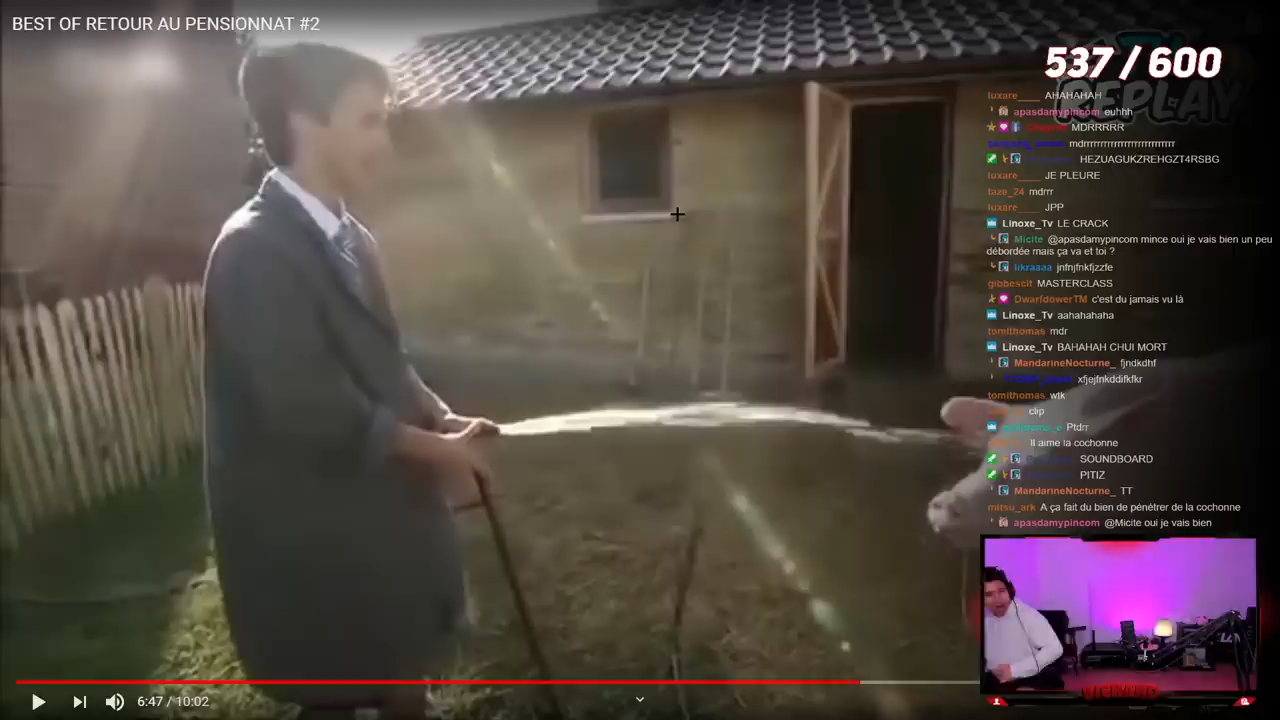 BEST OF RETOUR AU PENSIONNAT #2
537 / 600
REPLAY
luxare____ AHAHAHAH
apasdamypincom euhhh
MDRRRRR
mdrrrrrrrrrrrrrrrrrrrrrrrrrr
HEZUAGUKZREHGZT4RSBG
luxare____ JE PLEURE
taze_24 mdrrr
luxare____ JPP
Linoxe_Tv LE CRACK
Micite @apasdamypincom mince oui je vais bien un peu
débordée mais ça va et toi ?
likraaaa jnfnjfnkfjzzfe
gibbescit MASTERCLASS
DwarfdowerTM c'est du jamais vu là
Linoxe_Tv aahahahaha
tomithomas mdr
Linoxe_Tv BAHAHAH CHUI MORT
MandarineNocturne_ fjndkdhf
xfjejfnkddifkfkr
tomithomas wlk
clip
Ptdrr
Il aime la cochonne
SOUNDBOARD
PITIZ
MandarineNocturne_ TT
mitsu_ark A ça fait du bien de pénétrer de la cochonne
apasdamypincom @Micite oui je vais bien
6:47 / 10:02